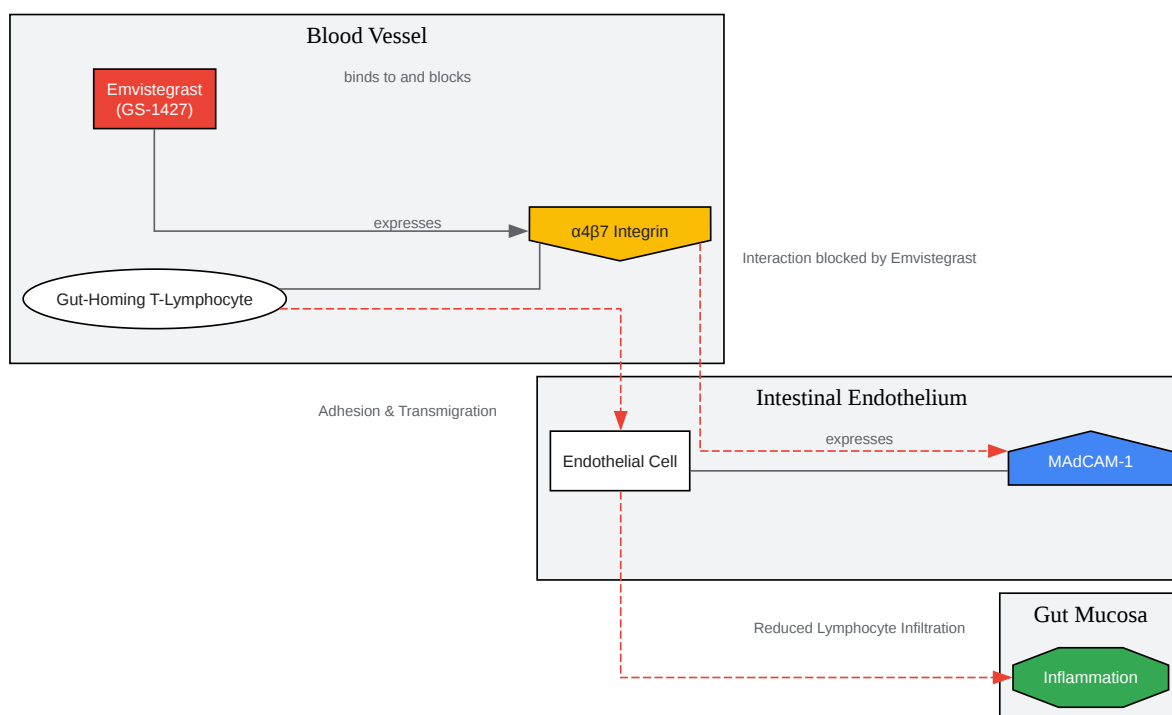 Blood Vessel
binds to and blocks
Emvistegrast
(GS-1427)
expresses
α4β7 Integrin
Interaction blocked by Emvistegrast
Gut-Homing T-Lymphocyte
Intestinal Endothelium
Adhesion & Transmigration
expresses
Endothelial Cell
MAdCAM-1
Gut Mucosa
Reduced Lymphocyte Infiltration
Inflammation